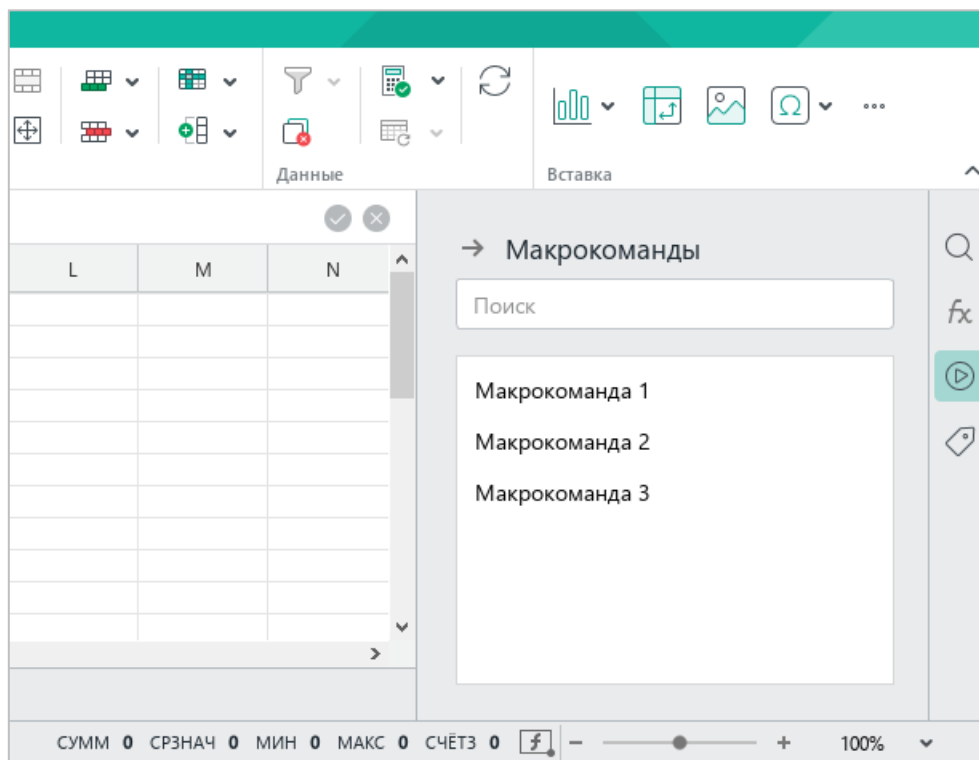 Данные
Вставка
L M N
Макрокоманды
Поиск
fx
Макрокоманда 1
Макрокоманда 2
Макрокоманда 3
СУММ 0 СРЗНАЧ 0 МИН 0 МАКС 0 СЧЁТЗ 0 100%